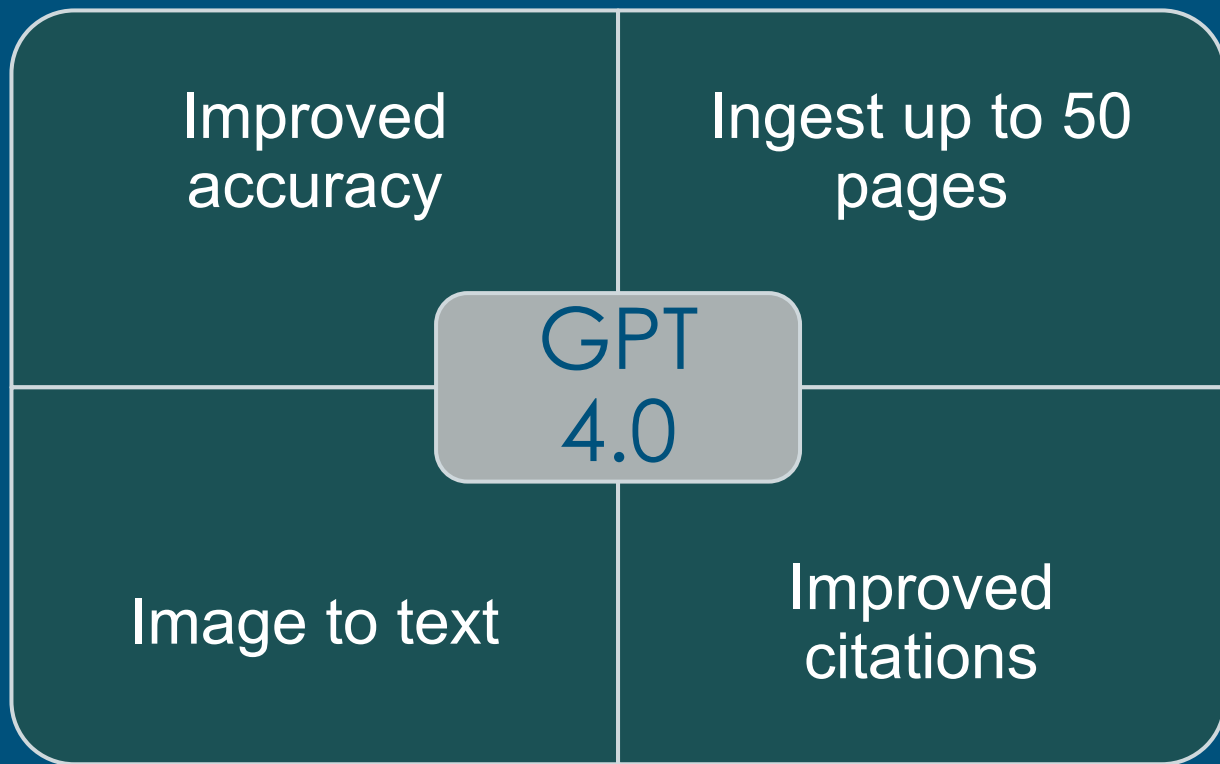 Improved
accuracy
Ingest up to 50
pages
GPT
4.0
Image to text
Improved
citations